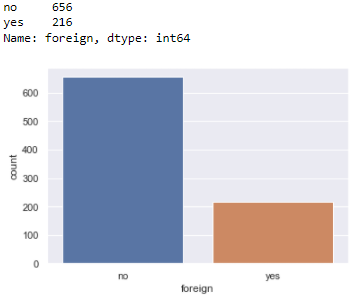 no     656
yes    216
Name: foreign, dtype: int64
600
500
400
300
200
100
0
count
no yes
foreign